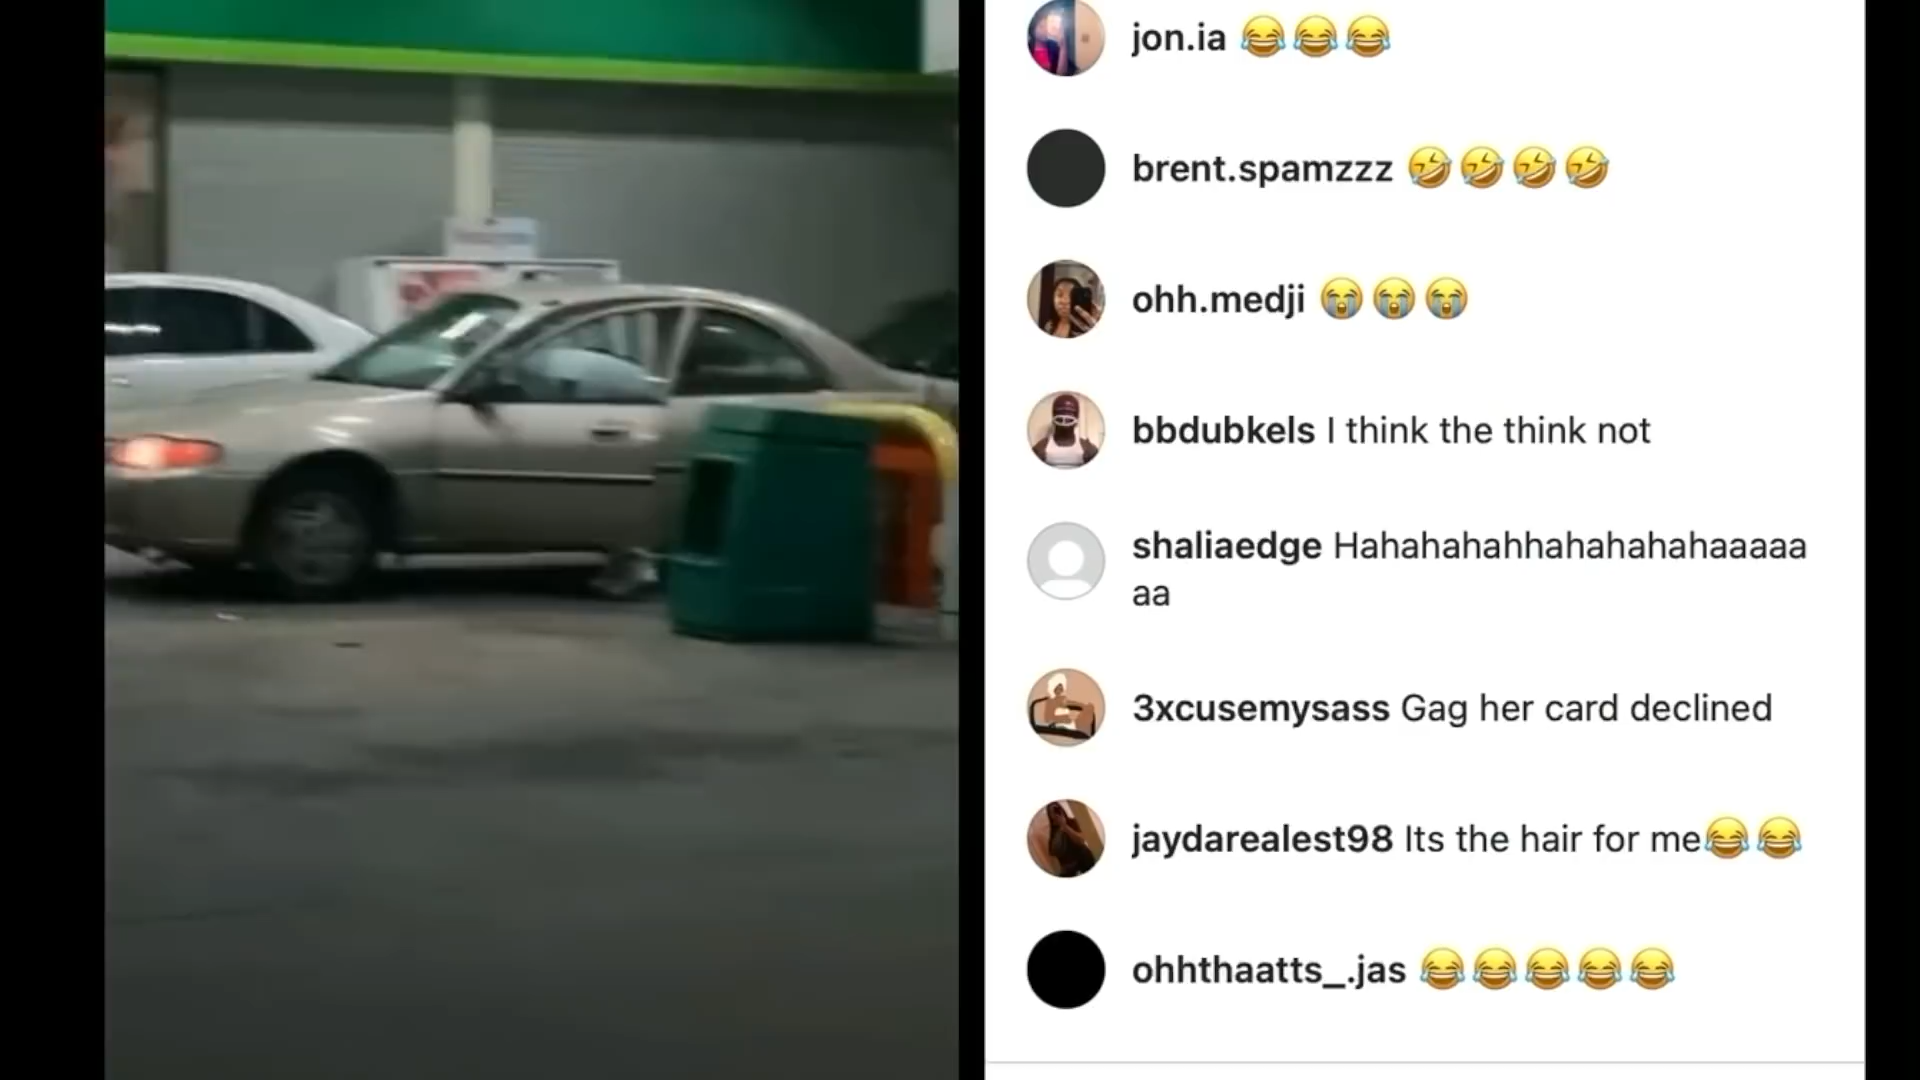 jon.ia 😂😂😂
brent.spamzzz 🤣🤣🤣🤣
ohh.medji 😭😭😭
bbdubkels I think the think not
shaliaedge Hahahahahhahahahahaaaaa
aa
3xcusemysass Gag her card declined
jaydarealest98 Its the hair for me😂😂
ohhthaatts_.jas 😂😂😂😂😂